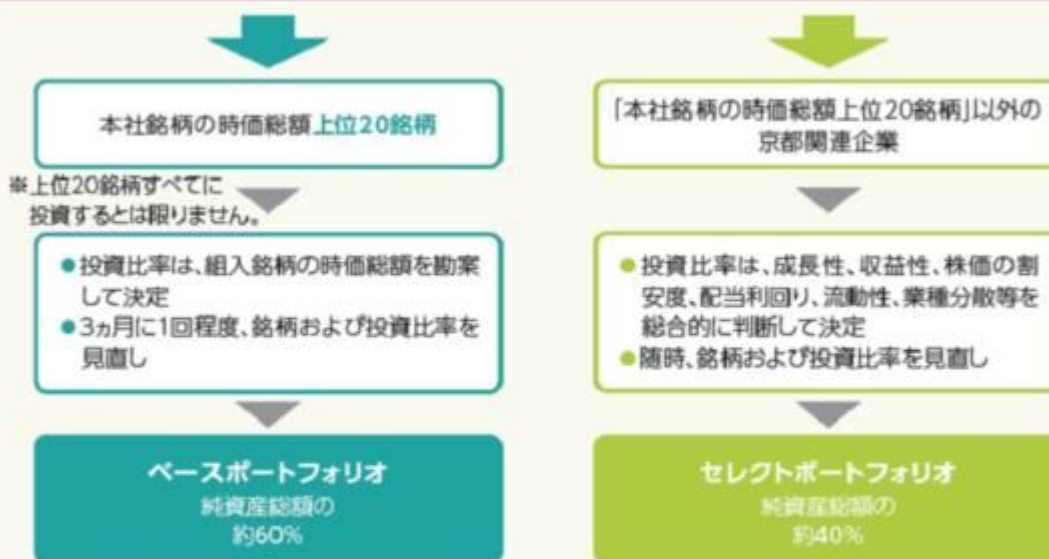 本社銘柄の時価総額上位20銘柄
※上位20銘柄すべてに
投資するとは限りません。
●投資比率は、組入銘柄の時価総額を勘案
して決定
●3ヵ月に1回程度、銘柄および投資比率を
見直し
ベースポートフォリオ
純資産総額の
約60%
「本社銘柄の時価総額上位20銘柄」以外の
京都関連企業
●投資比率は、成長性、収益性、株価の割
安度、配当利回り、流動性、業種分散等を
総合的に判断して決定
●随時、銘柄および投資比率を見直し
セレクトポートフォリオ
純資産総額の
約40%